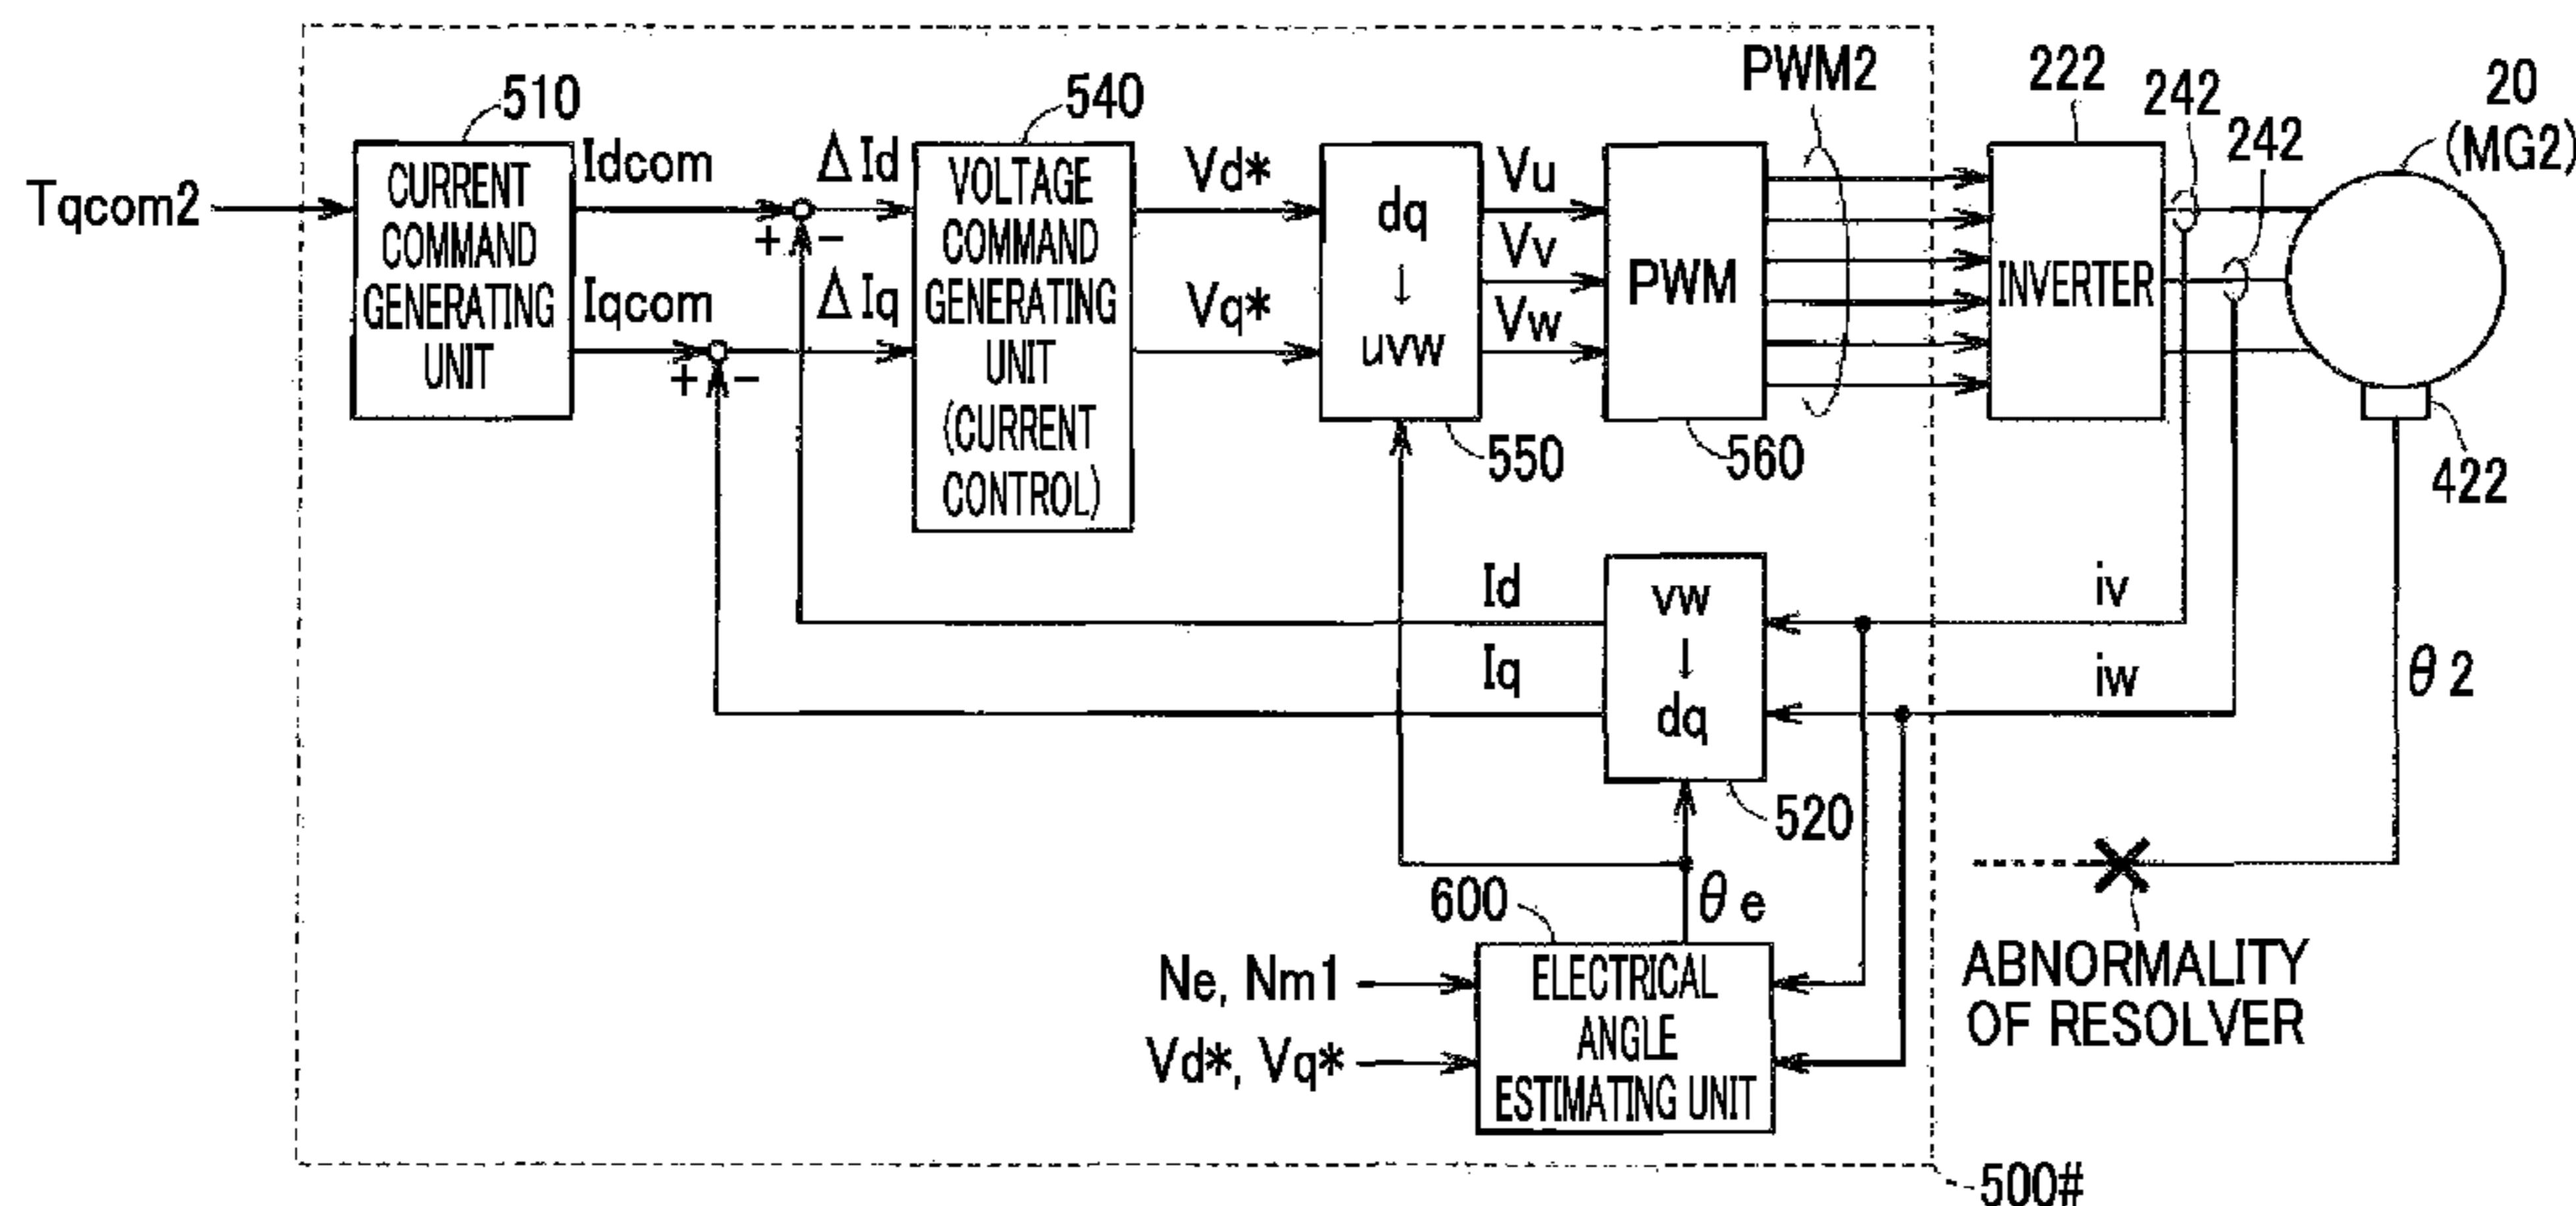 Tqcom2
510
CURRENT
COMMAND
GENERATING
UNIT
Idcom
Iqcom
+ -
+ -
ΔId
ΔIq
540
VOLTAGE
COMMAND
GENERATING
UNIT
(CURRENT
CONTROL)
Vd*
Vq*
dq
↓
uvw
550
Vu
Vv
Vw
PWM
560
PWM2
222
INVERTER
242
242
20
(MG2)
422
Id
Iq
vw
↓
dq
520
iv
iw
θ2
θe
600
Ne, Nm1
Vd*, Vq*
ELECTRICAL
ANGLE
ESTIMATING UNIT
ABNORMALITY
OF RESOLVER
500#